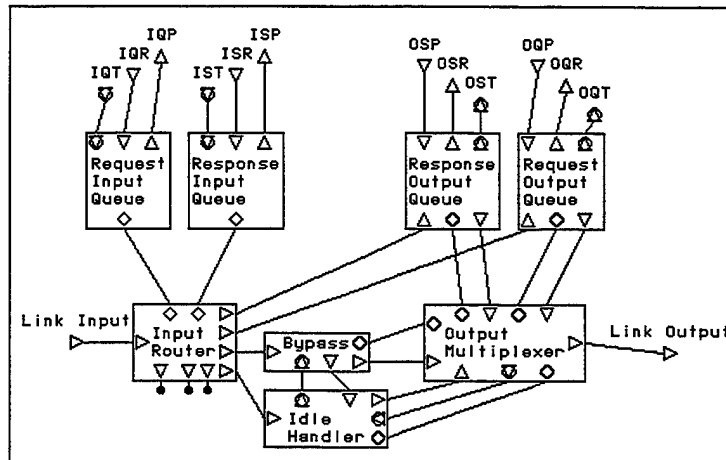 IQP
IQR
IQT
ISP
ISR
IST
OSP
OSR
OST
OQP
OQR
OQT
Request
Input
Queue
Response
Input
Queue
Response
Output
Queue
Request
Output
Queue
Link Input
Input
Router
Bypass
Output
Multiplexer
Link Output
Idle
Handler